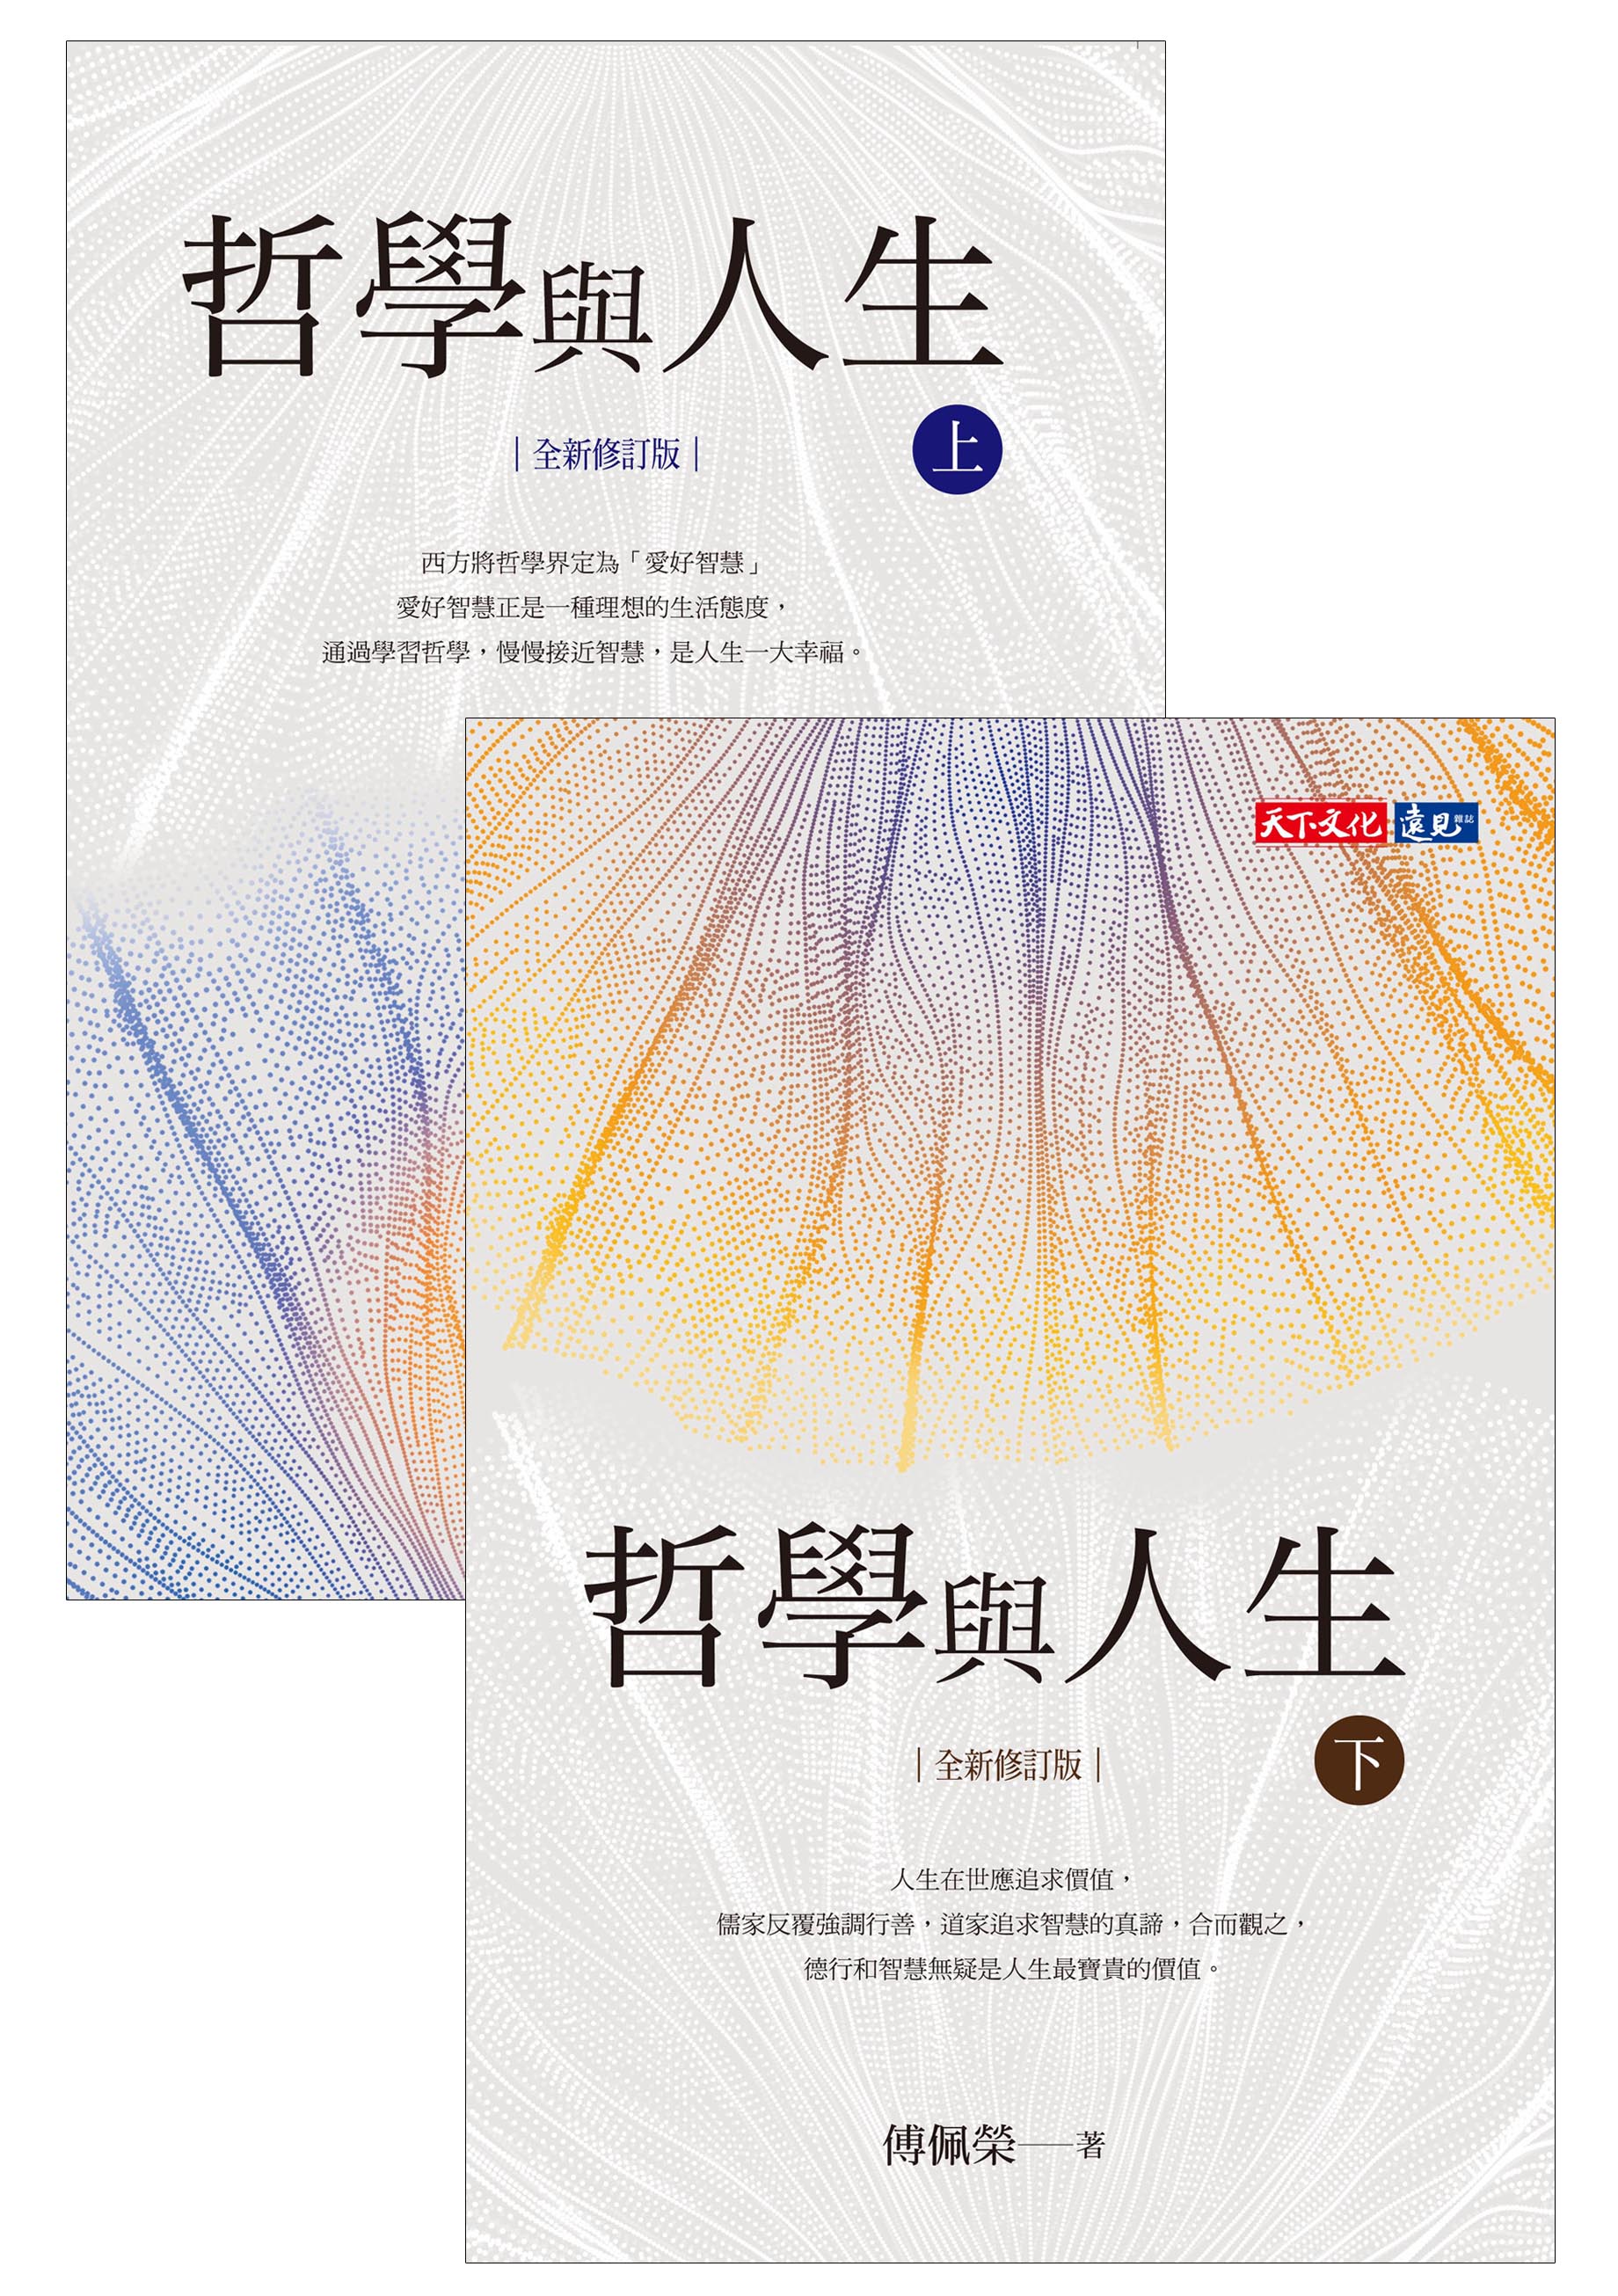 哲學與人生
上
|全新修訂版|
西方將哲學界定為「愛好智慧」
愛好智慧正是一種理想的生活態度，
通過學習哲學，慢慢接近智慧，是人生一大幸福。
天下文化 遠見雜誌
哲學與人生
下
|全新修訂版|
人生在世應追求價值，
儒家反覆強調行善，道家追求智慧的真諦，合而觀之，
德行和智慧無疑是人生最寶貴的價值。
傅佩榮——著